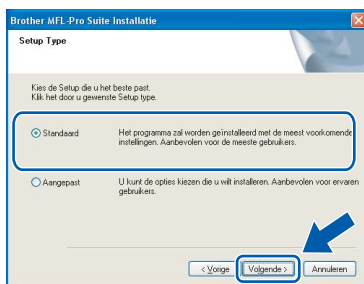 Brother MFL-Pro Suite Installatie
Setup Type
Kies de Setup die u het beste past.
Klik het door u gewenste Setup type.
Standaard
Het programma zal worden geïnstalleerd met de meest voorkomende
instellingen. Aanbevolen voor de meeste gebruikers.
Aangepast
U kunt de opties kiezen die u wilt installeren. Aanbevolen voor ervaren
gebruikers.
< Vorige
Volgende >
Annuleren